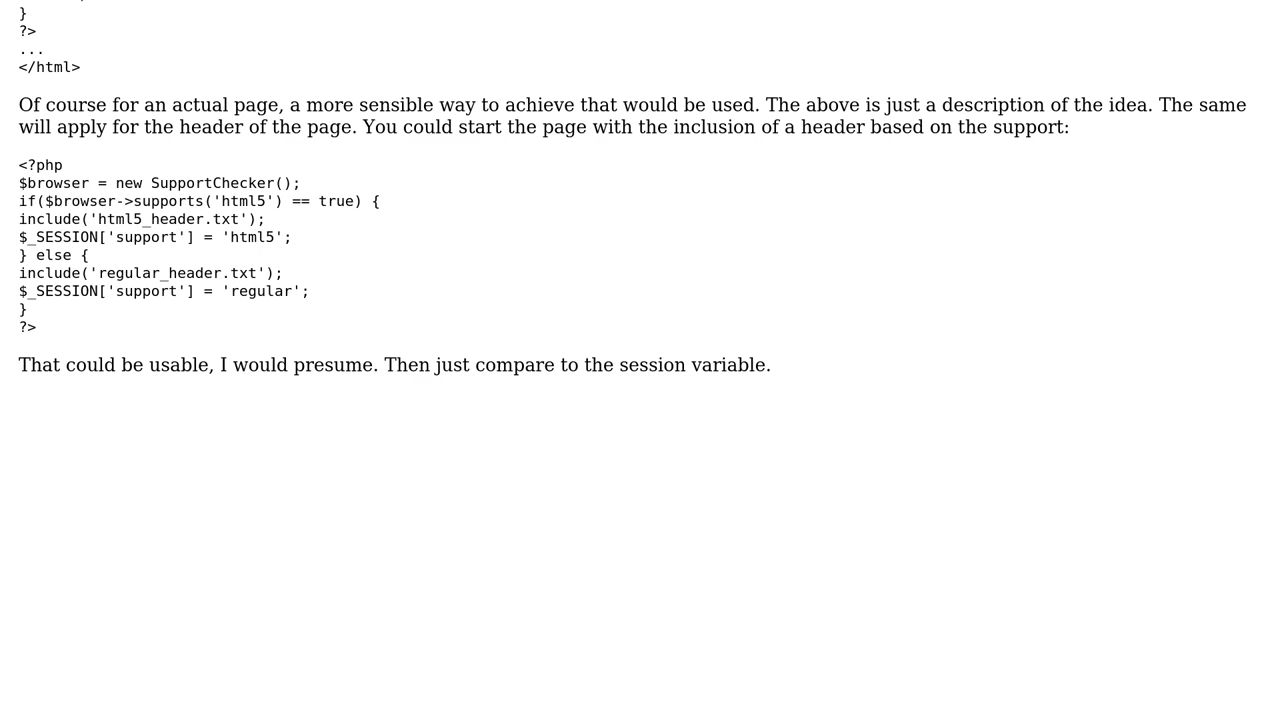 }
?>
...
</html>
Of course for an actual page, a more sensible way to achieve that would be used. The above is just a description of the idea. The same
will apply for the header of the page. You could start the page with the inclusion of a header based on the support:
<?php
$browser = new SupportChecker();
if($browser->supports('html5') == true) {
include('html5_header.txt');
$_SESSION['support'] = 'html5';
} else {
include('regular_header.txt');
$_SESSION['support'] = 'regular';
}
?>
That could be usable, I would presume. Then just compare to the session variable.